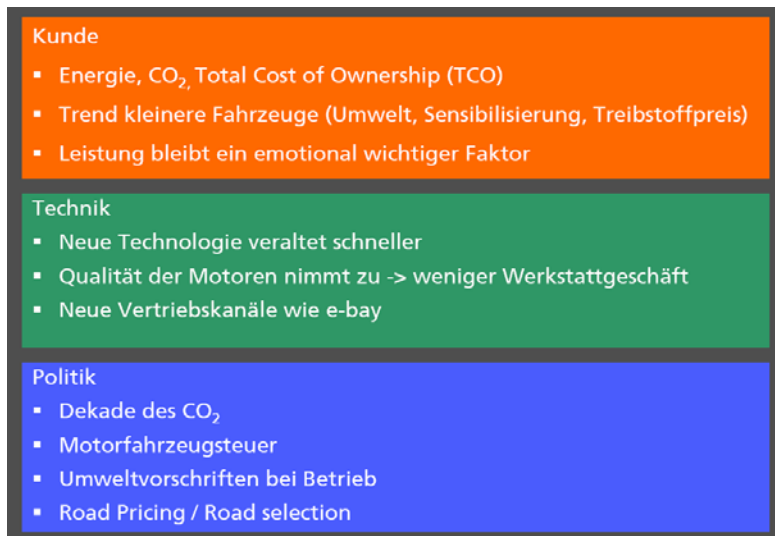 Kunde
▪ Energie, CO₂, Total Cost of Ownership (TCO)
▪ Trend kleinere Fahrzeuge (Umwelt, Sensibilisierung, Treibstoffpreis)
▪ Leistung bleibt ein emotional wichtiger Faktor
Technik
▪ Neue Technologie veraltet schneller
▪ Qualität der Motoren nimmt zu -> weniger Werkstattgeschäft
▪ Neue Vertriebskanäle wie e-bay
Politik
▪ Dekade des CO₂
▪ Motorfahrzeugsteuer
▪ Umweltvorschriften bei Betrieb
▪ Road Pricing / Road selection